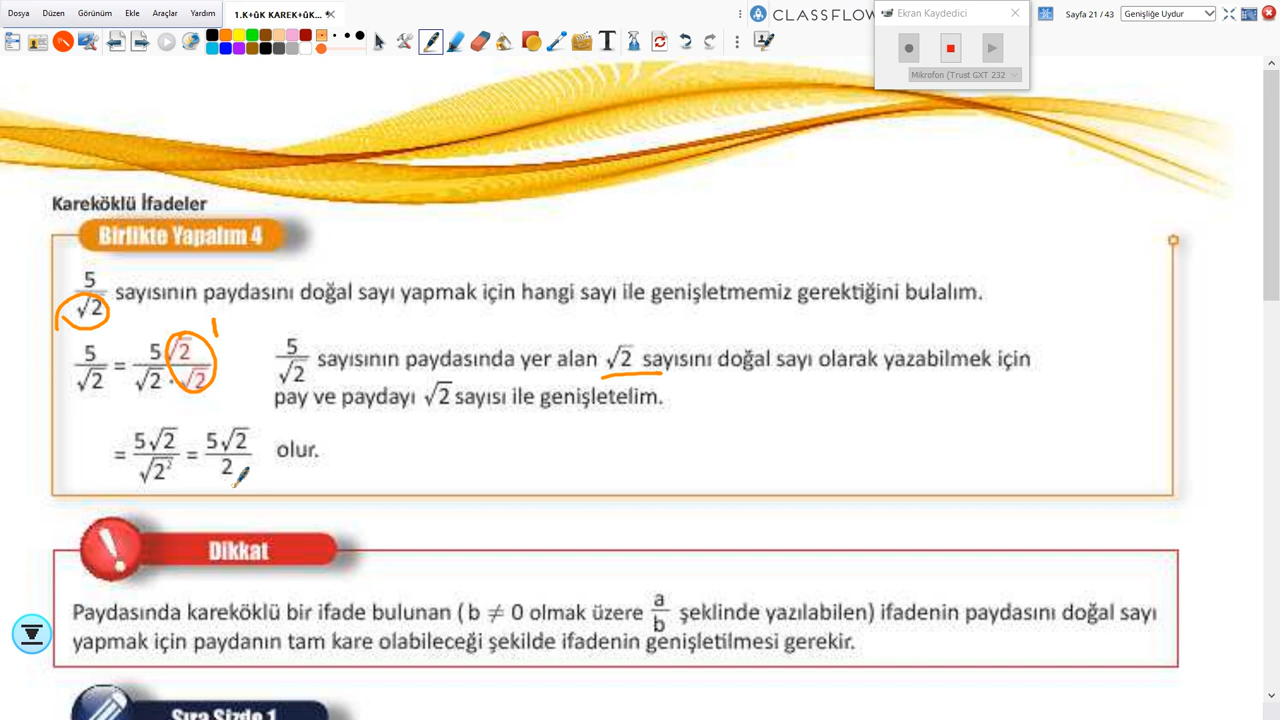 Dosya Düzen Görünüm Ekle Araçlar Yardım
1.K+ûK KAREK+ûK...
CLASSFLOW
Ekran Kaydedici
Mikrofon (Trust GXT 232
Sayfa 21 / 43
Genişliğe Uydur
Kareköklü İfadeler
Birlikte Yapalım 4
5/√2 sayısının paydasını doğal sayı yapmak için hangi sayı ile genişletmemiz gerektiğini bulalım.
5/√2 = 5√2/√2 · √2
5/√2 sayısının paydasında yer alan √2 sayısını doğal sayı olarak yazabilmek için
pay ve paydayı √2 sayısı ile genişletelim.
= 5√2/√2² = 5√2/2 olur.
Dikkat
Paydasında kareköklü bir ifade bulunan ( b ≠ 0 olmak üzere a/b şeklinde yazılabilen) ifadenin paydasını doğal sayı
yapmak için paydanın tam kare olabileceği şekilde ifadenin genişletilmesi gerekir.
Sıra Sizde 1